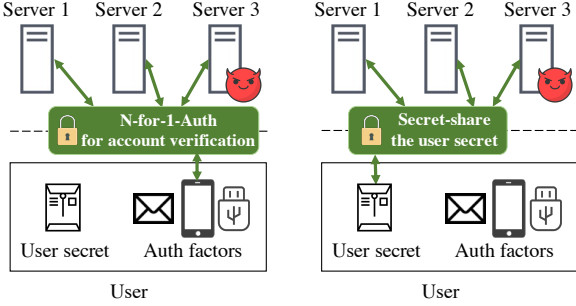 Server 1 Server 2 Server 3
N-for-1-Auth
for account verification
User secret Auth factors
User
Server 1 Server 2 Server 3
Secret-share
the user secret
User secret Auth factors
User